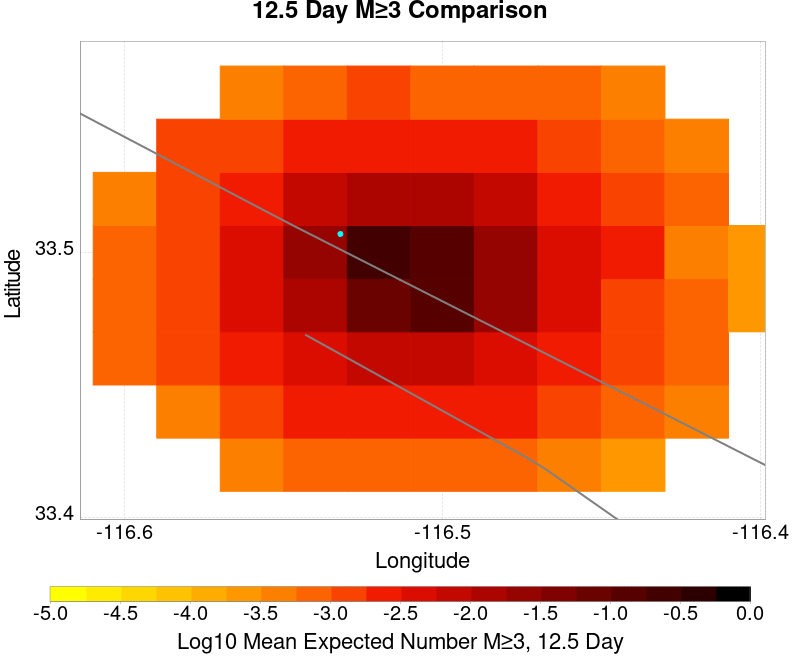 12.5 Day M≥3 Comparison
Latitude
33.5
33.4
-116.6 -116.5 -116.4
Longitude
-5.0 -4.5 -4.0 -3.5 -3.0 -2.5 -2.0 -1.5 -1.0 -0.5 0.0
Log10 Mean Expected Number M≥3, 12.5 Day